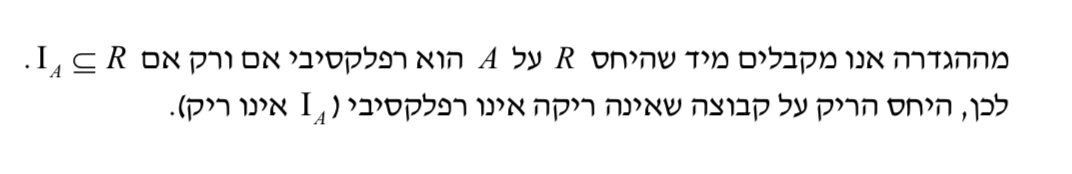 מההגדרה אנו מקבלים מיד שהיחס R על A הוא רפלקסיבי אם ורק אם I_A ⊆ R .
לכן, היחס הריק על קבוצה שאינה ריקה אינו רפלקסיבי ( I_A אינו ריק).